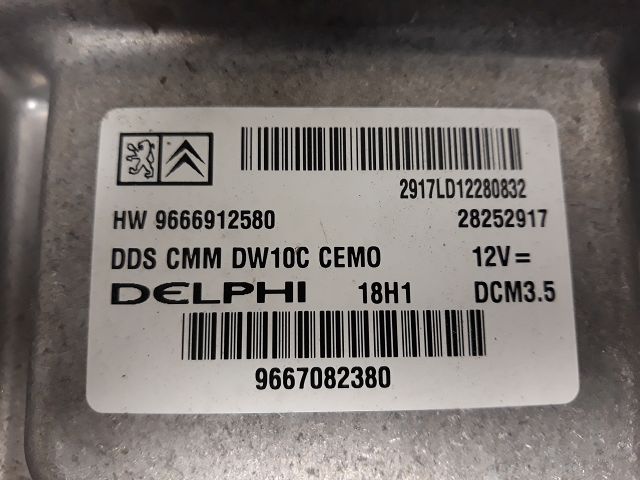 2917LD12280832
HW 9666912580 28252917
DDS CMM DW10C CEMO 12V=
DELPHI 18H1 DCM3.5
9667082380